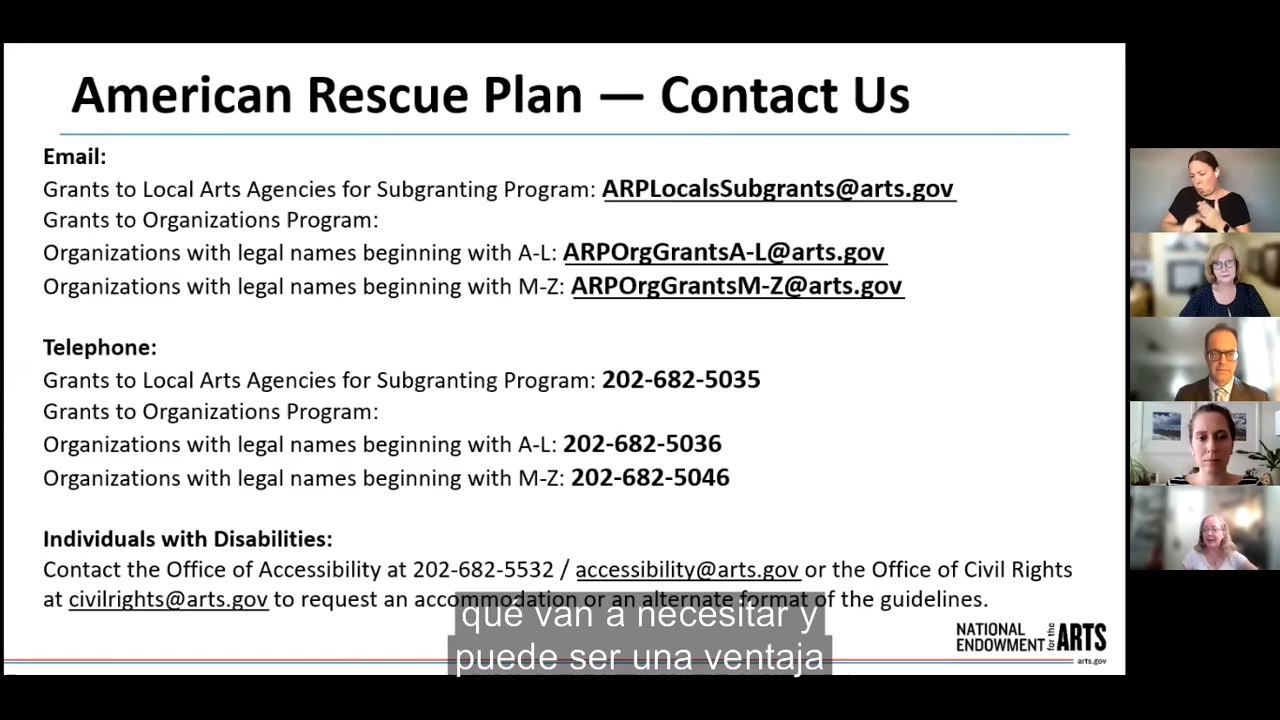 American Rescue Plan — Contact Us
Email:
Grants to Local Arts Agencies for Subgranting Program: ARPLocalsSubgrants@arts.gov
Grants to Organizations Program:
Organizations with legal names beginning with A-L: ARPOrgGrantsA-L@arts.gov
Organizations with legal names beginning with M-Z: ARPOrgGrantsM-Z@arts.gov
Telephone:
Grants to Local Arts Agencies for Subgranting Program: 202-682-5035
Grants to Organizations Program:
Organizations with legal names beginning with A-L: 202-682-5036
Organizations with legal names beginning with M-Z: 202-682-5046
Individuals with Disabilities:
Contact the Office of Accessibility at 202-682-5532 / accessibility@arts.gov or the Office of Civil Rights
at civilrights@arts.gov to request an accommodation or an alternate format of the guidelines.
qué van a necesitar y
puede ser una ventaja
NATIONAL
ENDOWMENT for the ARTS
arts.gov